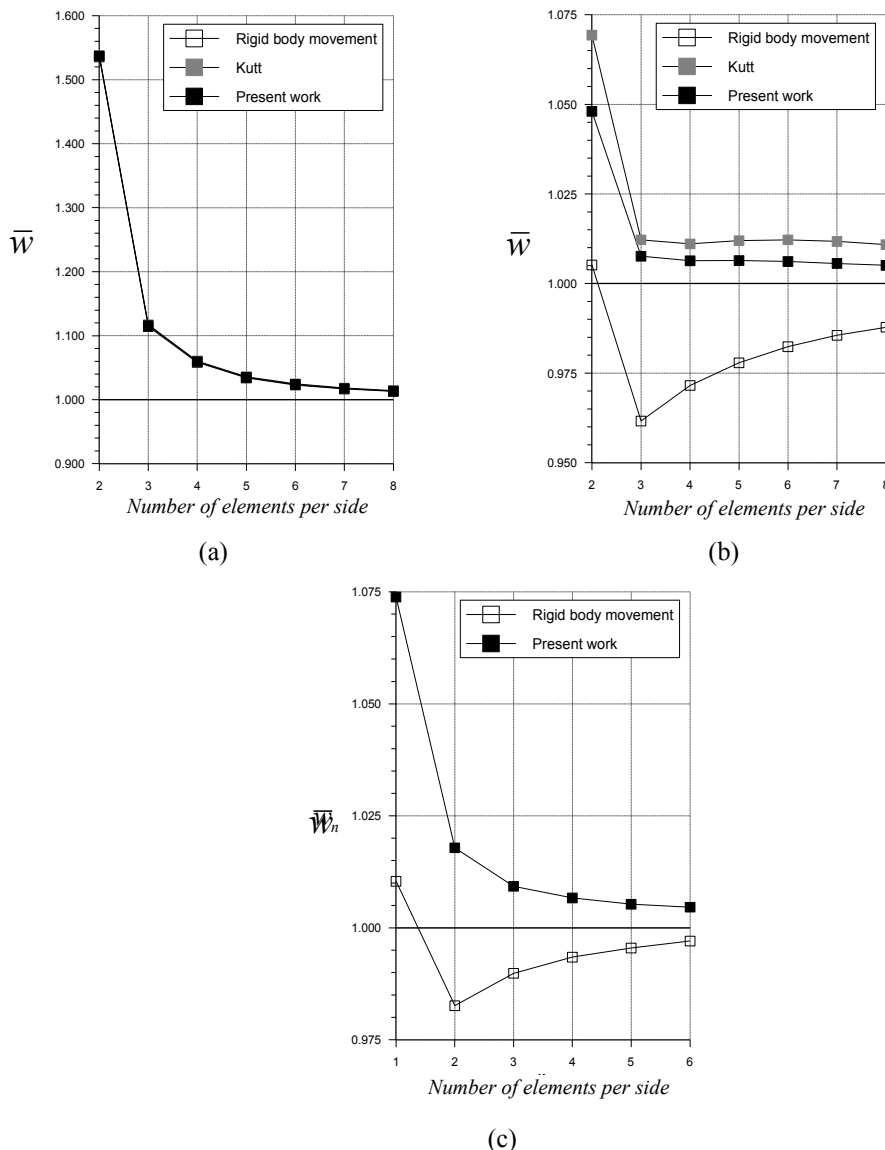 1.600
1.500
1.400
1.300
1.200
1.100
1.000
0.900
Rigid body movement
Kutt
Present work
w̅
2 3 4 5 6 7 8
Number of elements per side
(a)
1.075
1.050
1.025
1.000
0.975
0.950
Rigid body movement
Kutt
Present work
w̅
2 3 4 5 6 7 8
Number of elements per side
(b)
1.075
1.050
1.025
1.000
0.975
Rigid body movement
Present work
w̅n
1 2 3 4 5 6
Number of elements per side
(c)